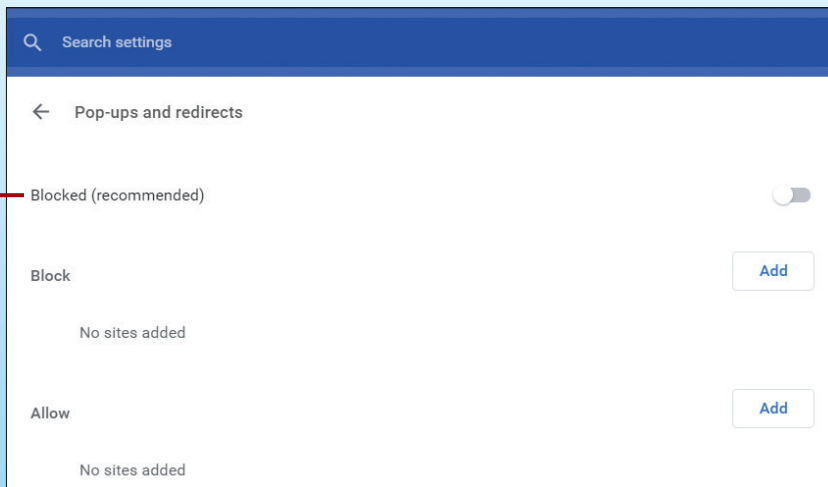 Search settings
Pop-ups and redirects
Blocked (recommended)
Block
Add
No sites added
Allow
Add
No sites added